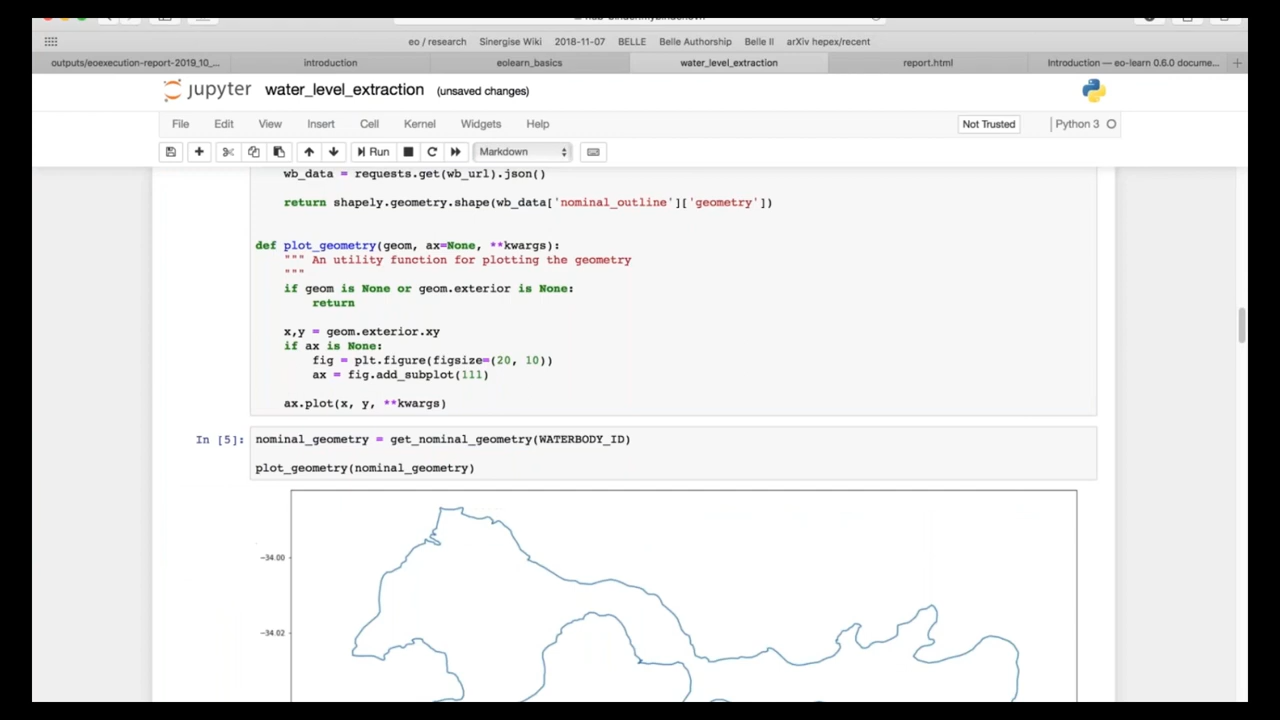 eo / research Sinergise Wiki 2018-11-07 BELLE Belle Authorship Belle II arXiv hepex/recent
outputs/eoexecution-report-2019_10_... introduction eolearn_basics water_level_extraction report.html Introduction — eo-learn 0.6.0 docume...
jupyter water_level_extraction (unsaved changes)
File Edit View Insert Cell Kernel Widgets Help Not Trusted Python 3
Run Markdown
wb_data = requests.get(wb_url).json()
return shapely.geometry.shape(wb_data['nominal_outline']['geometry'])
def plot_geometry(geom, ax=None, **kwargs):
""" An utility function for plotting the geometry
"""
if geom is None or geom.exterior is None:
return
x,y = geom.exterior.xy
if ax is None:
fig = plt.figure(figsize=(20, 10))
ax = fig.add_subplot(111)
ax.plot(x, y, **kwargs)
In [5]: nominal_geometry = get_nominal_geometry(WATERBODY_ID)
plot_geometry(nominal_geometry)
−34.00
−34.02